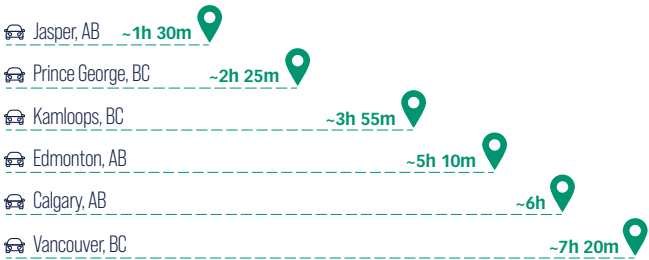 Jasper, AB ~1h 30m
Prince George, BC ~2h 25m
Kamloops, BC ~3h 55m
Edmonton, AB ~5h 10m
Calgary, AB ~6h
Vancouver, BC ~7h 20m